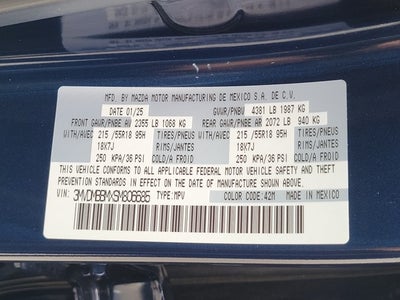 MFD. BY MAZDA MOTOR MANUFACTURING DE MEXICO S.A. DE C.V.
DATE 01/25 GVWR/PNBV 4381 LB 1987 KG
FRONT GAWR/PNBE AV 2355 LB 1068 KG REAR GAWR/PNBE AR 2072 LB 940 KG
WITH/AVEC 215 /55R18 95H TIRES/PNEUS WITH/AVEC 215 /55R18 95H TIRES/PNEUS
18X7J RIMS/JANTES 18X7J RIMS/JANTES
250 KPA/36 PSI COLD/A FROID 250 KPA/36 PSI COLD/A FROID
THIS VEHICLE CONFORMS TO ALL APPLICABLE FEDERAL MOTOR VEHICLE SAFETY AND THEFT
PREVENTION STANDARDS IN EFFECT ON DATE OF MANUFACTURE SHOWN ABOVE.
VIN: TYPE: MPV COLOR CODE: 42M MADE IN MEXICO